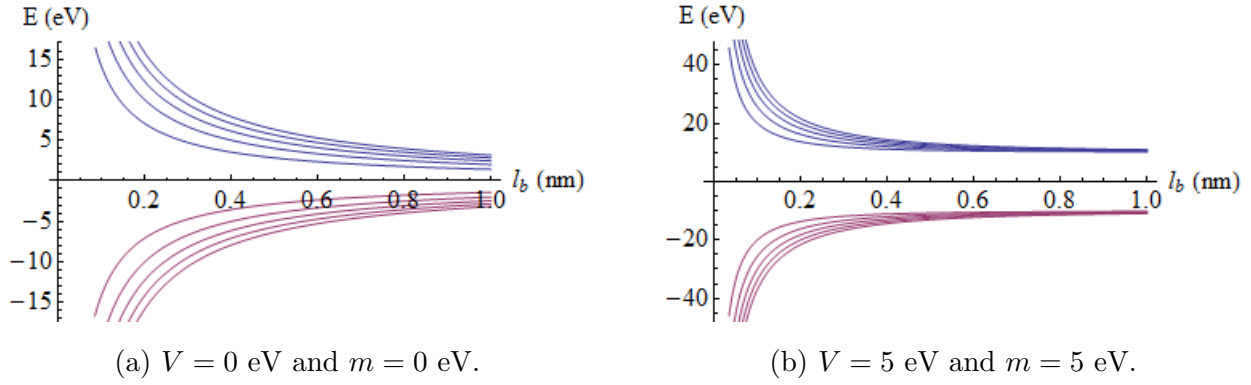 E (eV)
15
10
5
−5
−10
−15
0.2 0.4 0.6 0.8 1.0
l_b (nm)
(a) V = 0 eV and m = 0 eV.
E (eV)
40
20
−20
−40
0.2 0.4 0.6 0.8 1.0
l_b (nm)
(b) V = 5 eV and m = 5 eV.